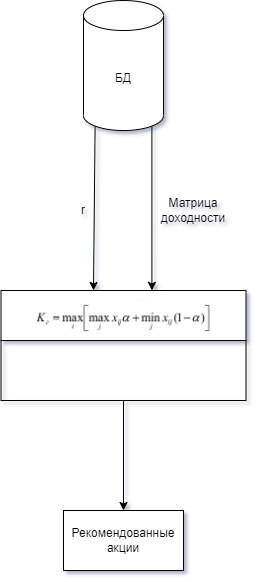 БД
r
Матрица
доходности
K_c = max_i [ max_j x_ij α + min_j x_ij (1 − α) ]
Рекомендованные
акции